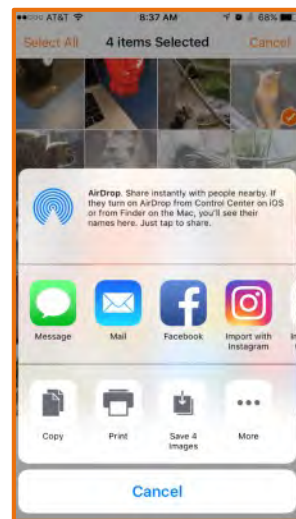 AT&T 8:37 AM 68%
Select All 4 items Selected Cancel
AirDrop. Share instantly with people nearby. If
they turn on AirDrop from Control Center on iOS
or from Finder on the Mac, you'll see their
names here. Just tap to share.
Message Mail Facebook Import with
Instagram
Copy Print Save 4 More
Images
Cancel